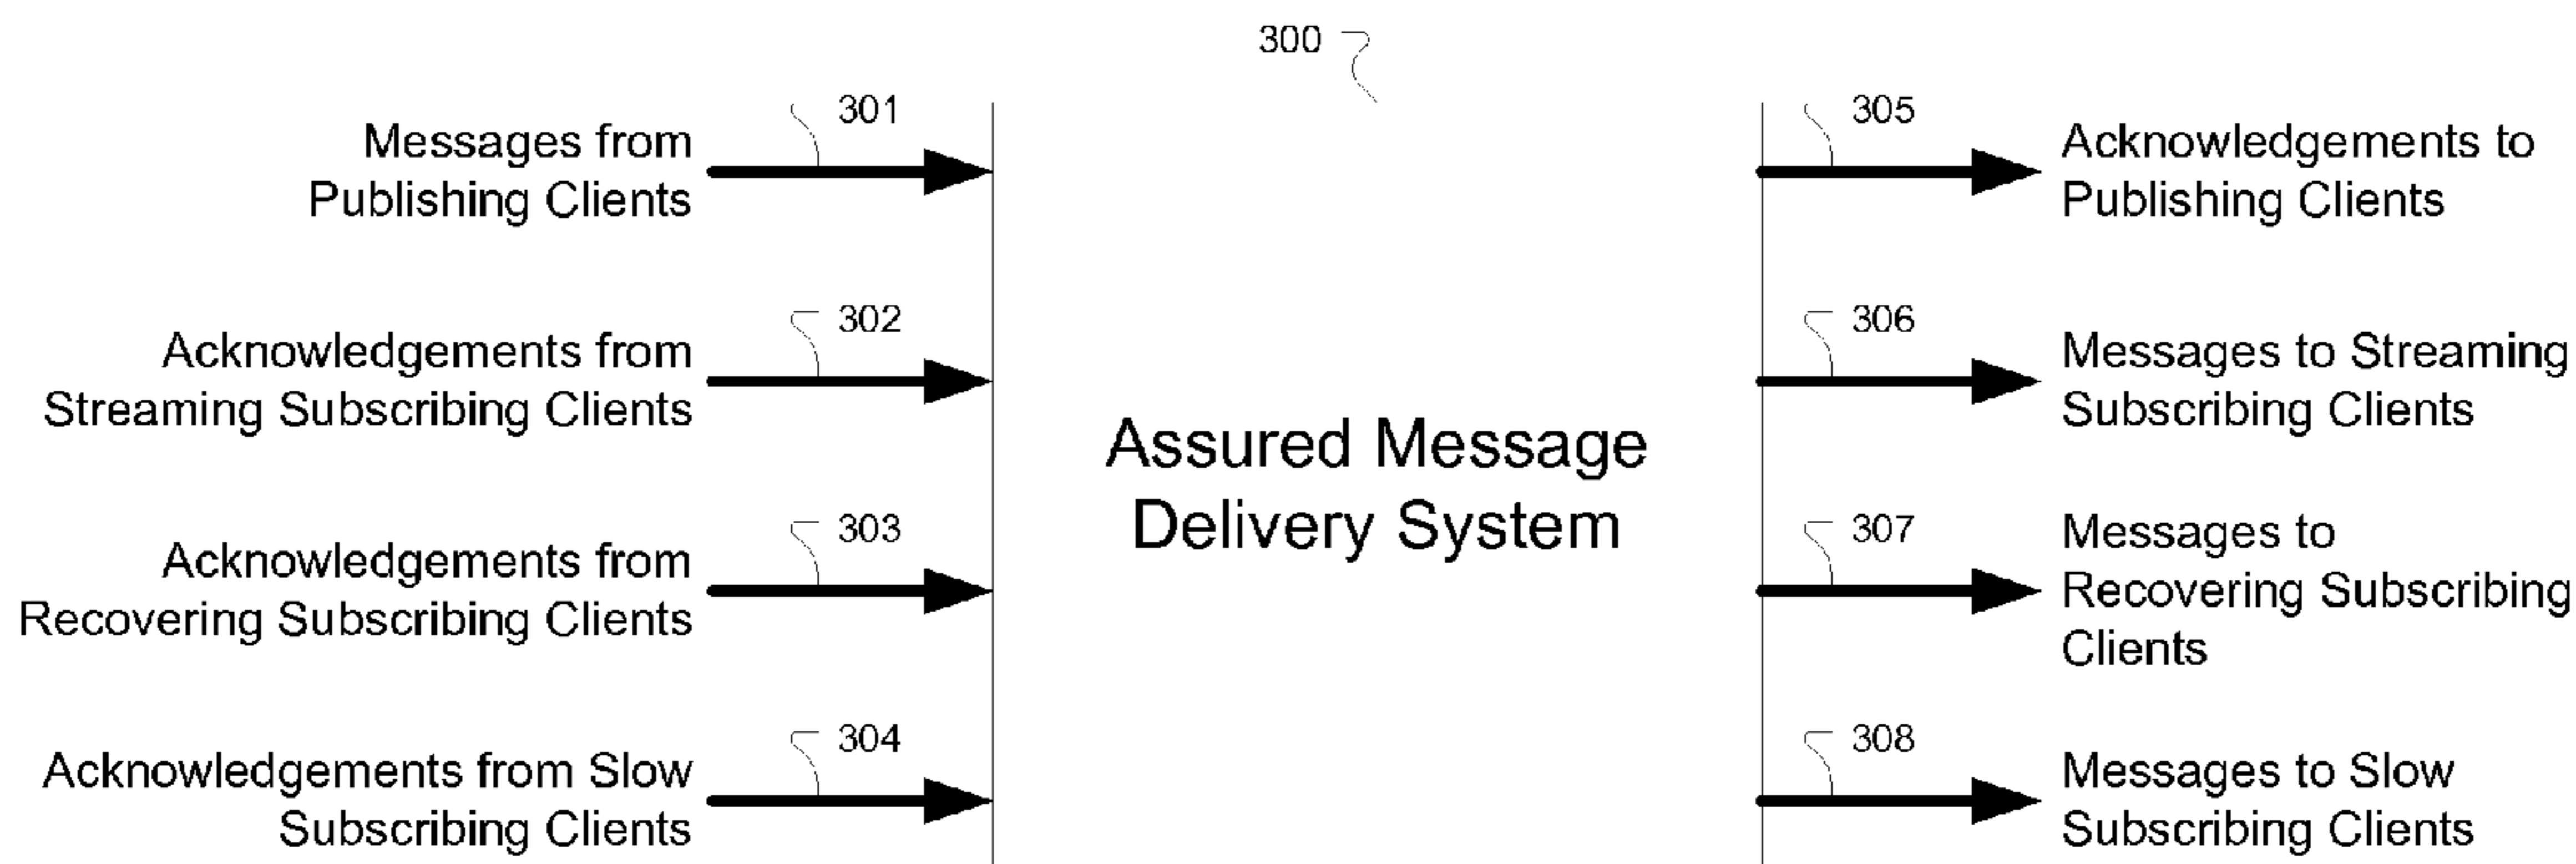 300
301
Messages from
Publishing Clients
302
Acknowledgements from
Streaming Subscribing Clients
303
Acknowledgements from
Recovering Subscribing Clients
304
Acknowledgements from Slow
Subscribing Clients
Assured Message
Delivery System
305
Acknowledgements to
Publishing Clients
306
Messages to Streaming
Subscribing Clients
307
Messages to
Recovering Subscribing
Clients
308
Messages to Slow
Subscribing Clients